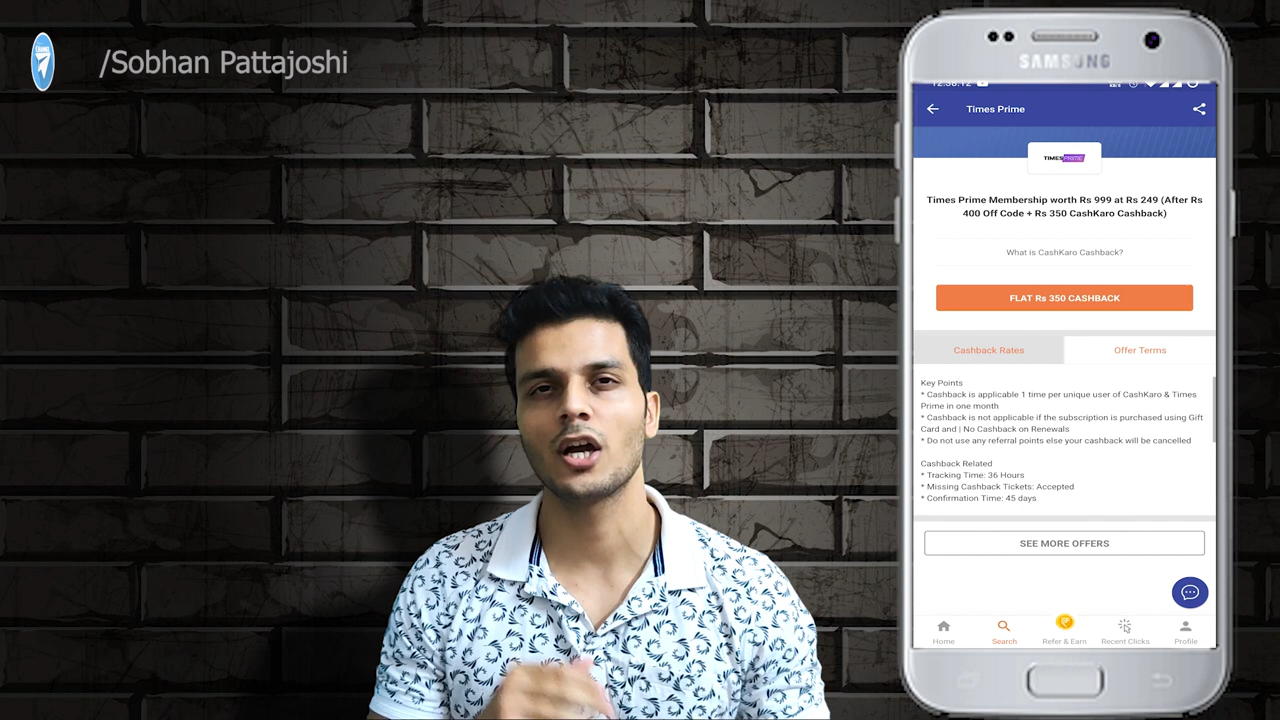 /Sobhan Pattajoshi
SAMSUNG
Times Prime
TIMES PRIME
Times Prime Membership worth Rs 999 at Rs 249 (After Rs
400 Off Code + Rs 350 CashKaro Cashback)
What is CashKaro Cashback?
FLAT Rs 350 CASHBACK
Cashback Rates
Offer Terms
Key Points
* Cashback is applicable 1 time per unique user of CashKaro & Times
Prime in one month
* Cashback is not applicable if the subscription is purchased using Gift
Card and | No Cashback on Renewals
* Do not use any referral points else your cashback will be cancelled
Cashback Related
* Tracking Time: 36 Hours
* Missing Cashback Tickets: Accepted
* Confirmation Time: 45 days
SEE MORE OFFERS
Home
Search
Refer & Earn
Recent Clicks
Profile